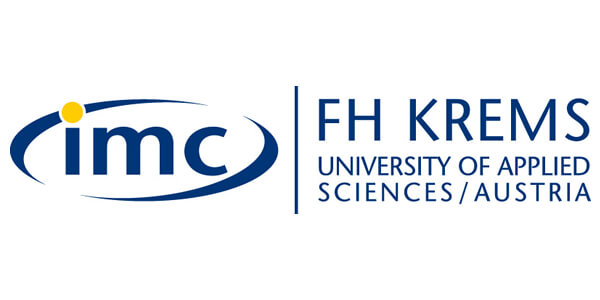 imc
FH KREMS
UNIVERSITY OF APPLIED
SCIENCES/AUSTRIA